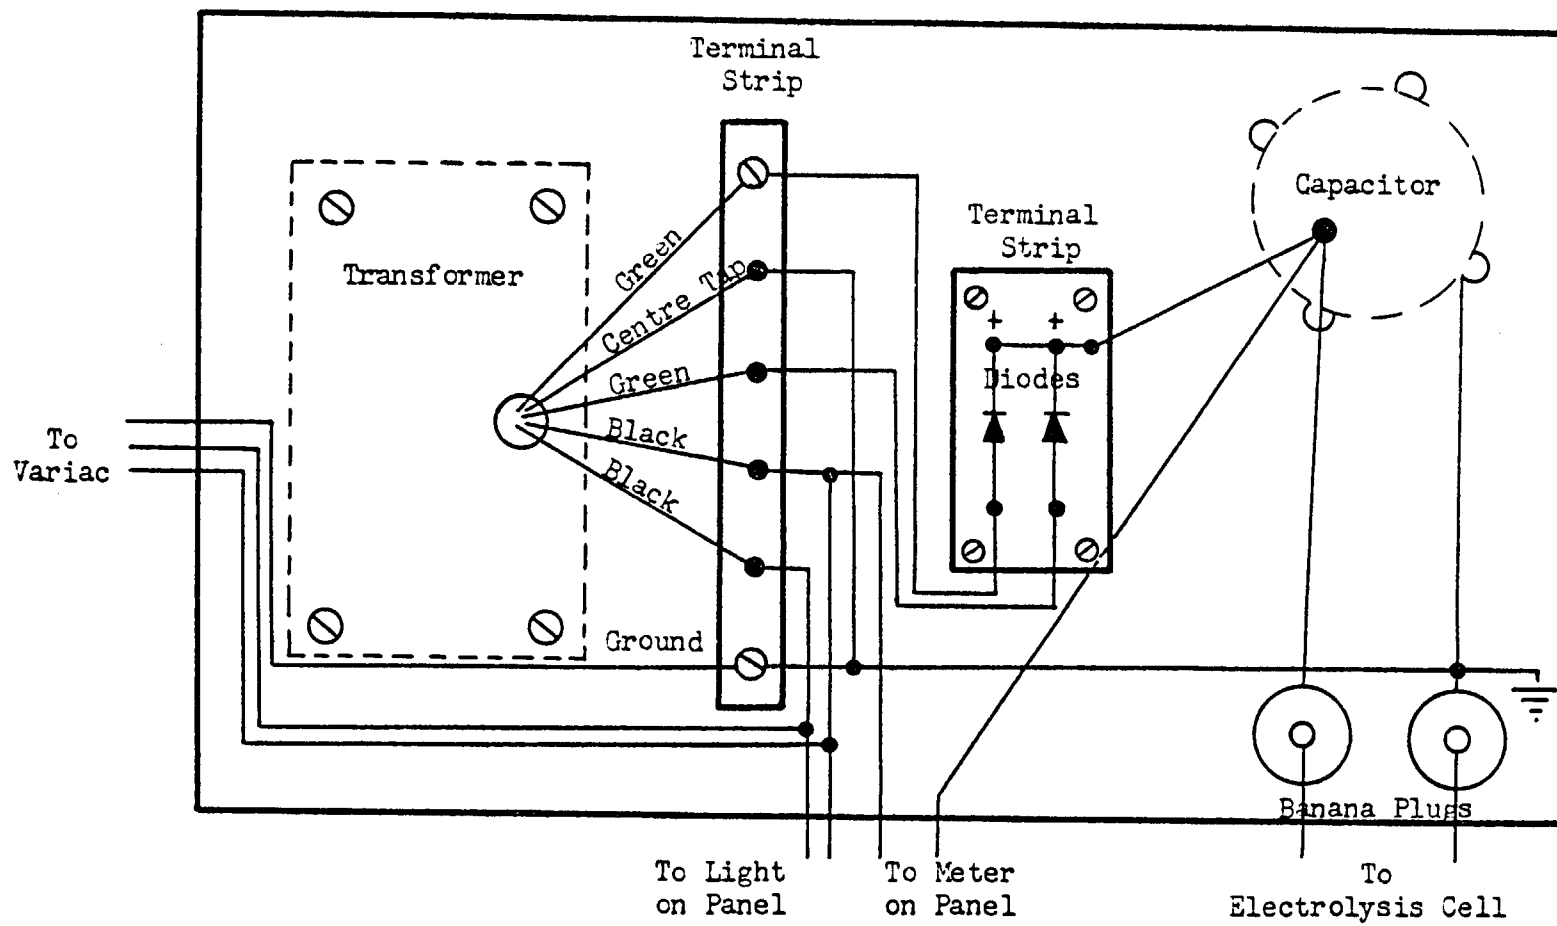 Terminal
Strip
Capacitor
Terminal
Strip
Transformer
Green
Centre Tap
Green
Black
Black
+ +
Diodes
To
Variac
Ground
Banana Plugs
To Light
on Panel
To Meter
on Panel
To
Electrolysis Cell